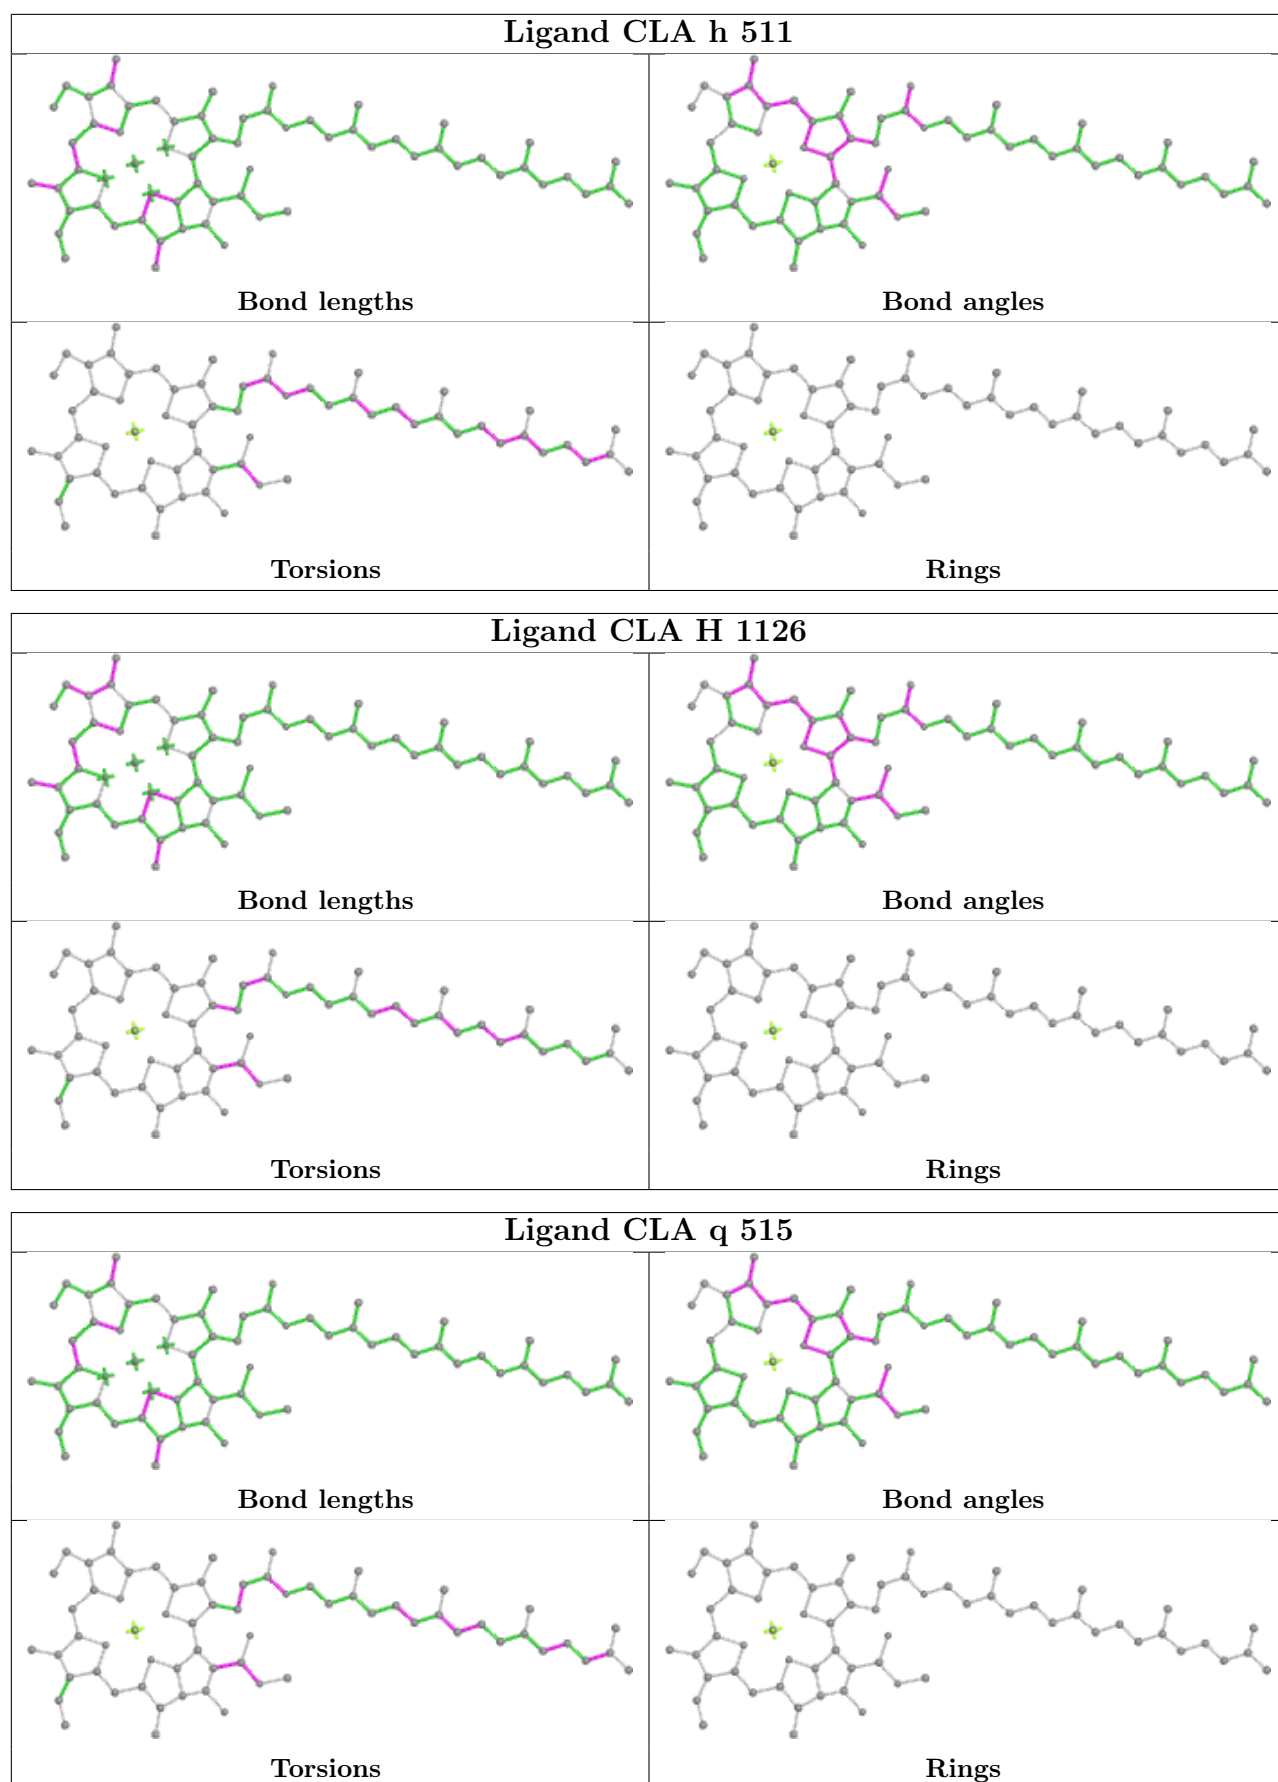 Ligand CLA h 511
Bond lengths Bond angles
Torsions Rings
Ligand CLA H 1126
Bond lengths Bond angles
Torsions Rings
Ligand CLA q 515
Bond lengths Bond angles
Torsions Rings